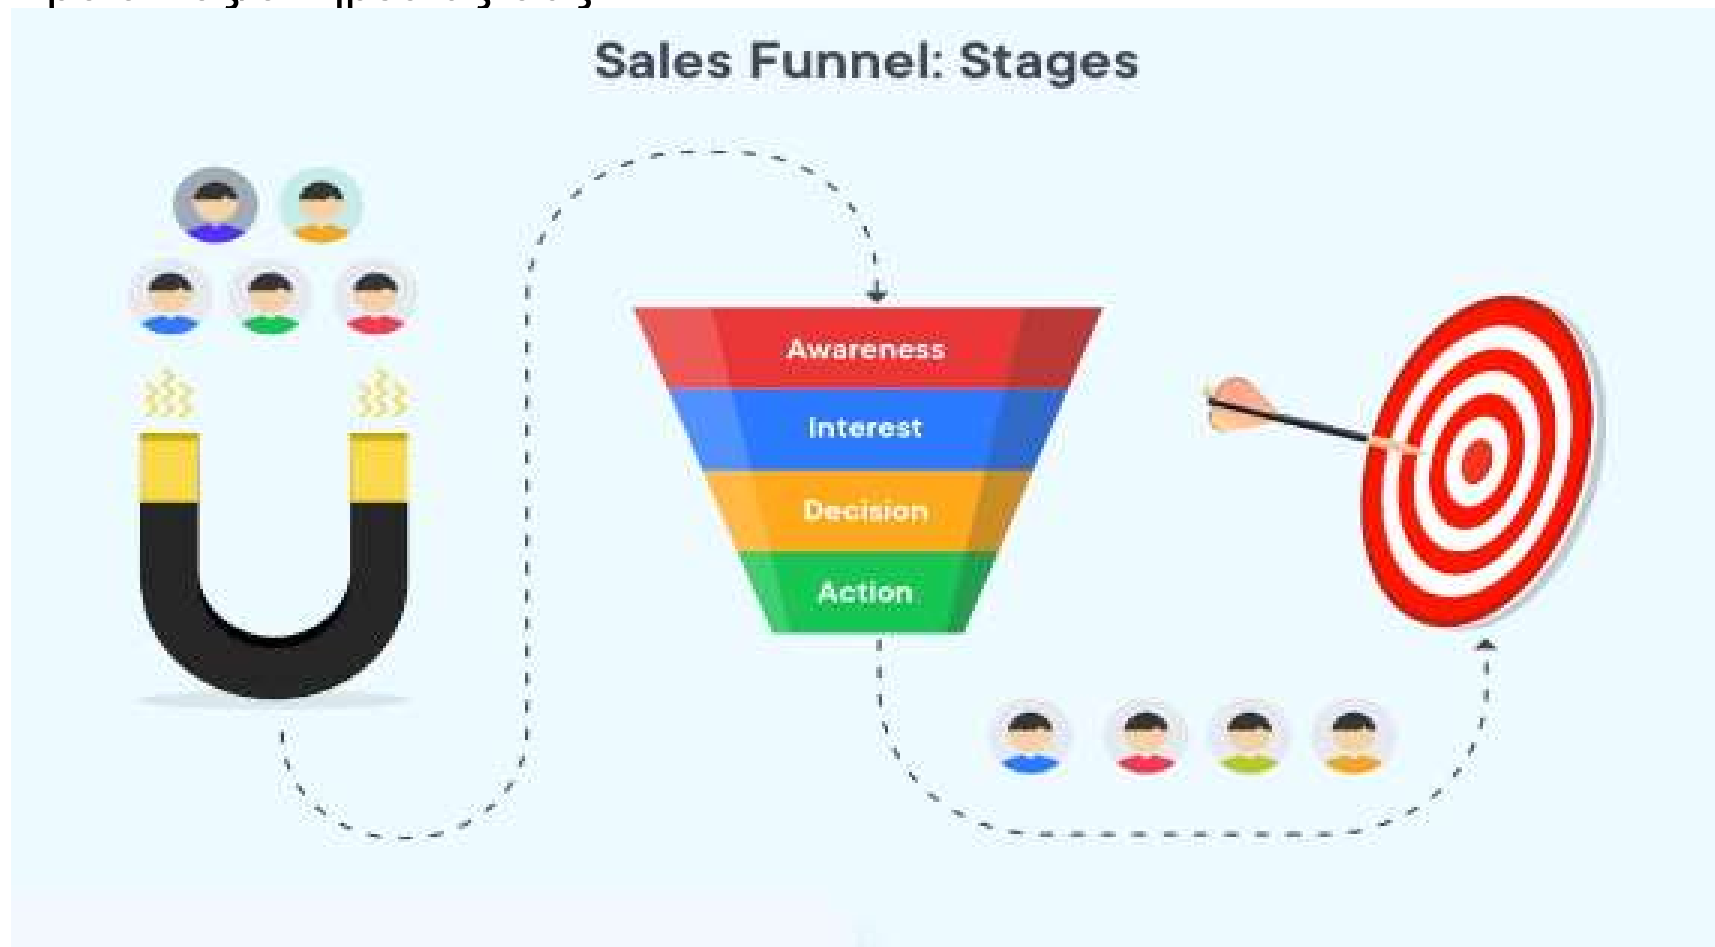 Sales Funnel: Stages
Awareness
Interest
Decision
Action